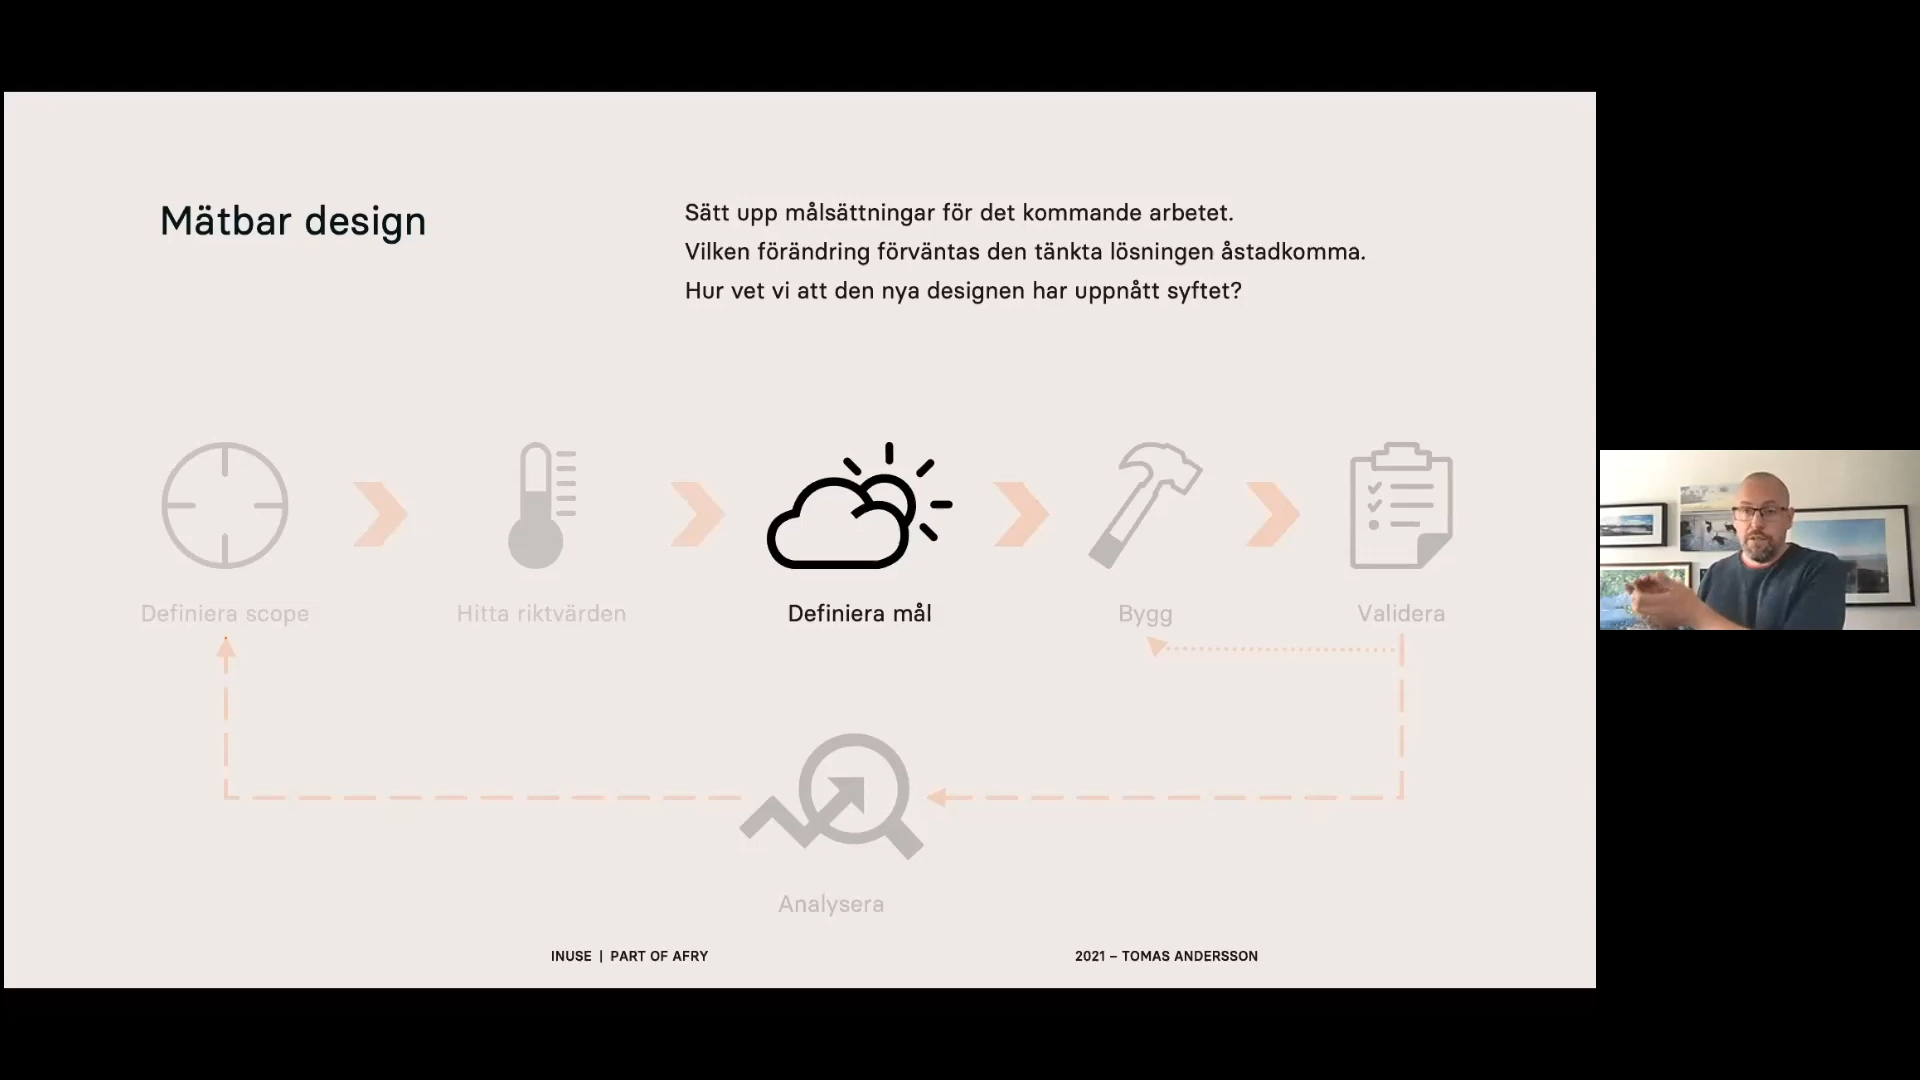 Mätbar design
Sätt upp målsättningar för det kommande arbetet.
Vilken förändring förväntas den tänkta lösningen åstadkomma.
Hur vet vi att den nya designen har uppnått syftet?
Definiera scope
Hitta riktvärden
Definiera mål
Bygg
Validera
Analysera
INUSE | PART OF AFRY
2021 – TOMAS ANDERSSON